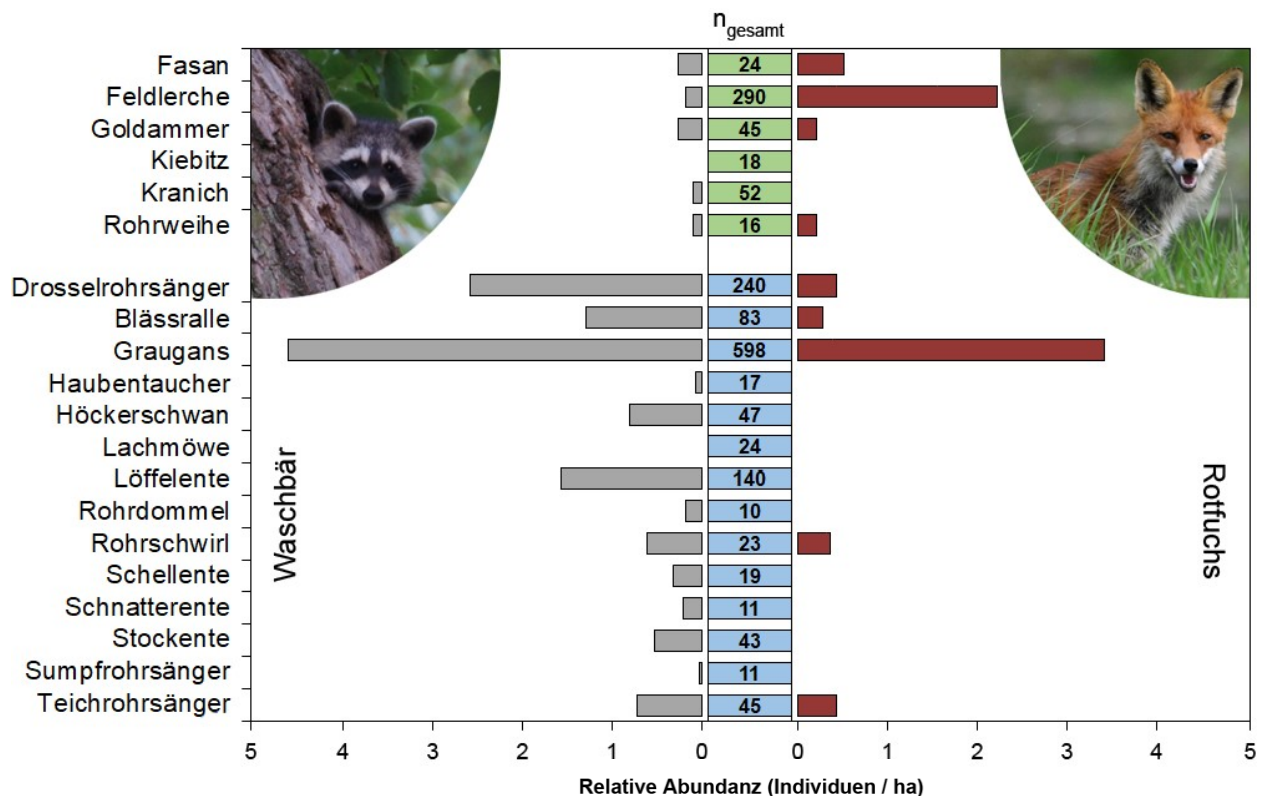 n gesamt
Fasan 24
Feldlerche 290
Goldammer 45
Kiebitz 18
Kranich 52
Rohrweihe 16
Drosselrohrsänger 240
Blässralle 83
Graugans 598
Haubentaucher 17
Höckerschwan 47
Lachmöwe 24
Löffelente 140
Rohrdommel 10
Rohrschwirl 23
Schellente 19
Schnatterente 11
Stockente 43
Sumpfrohrsänger 11
Teichrohrsänger 45
Waschbär
Rotfuchs
5 4 3 2 1 0 0 1 2 3 4 5
Relative Abundanz (Individuen / ha)